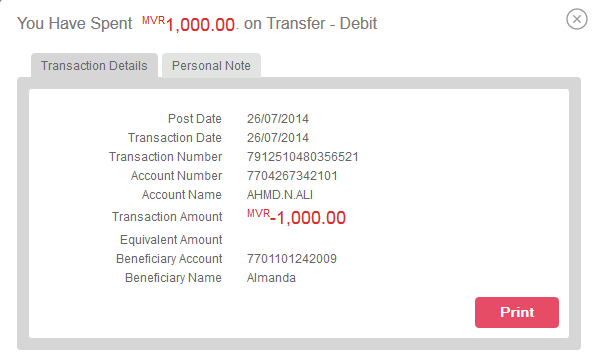 You Have Spent MVR1,000.00. on Transfer - Debit
Transaction Details Personal Note
Post Date 26/07/2014
Transaction Date 26/07/2014
Transaction Number 7912510480356521
Account Number 7704267342101
Account Name AHMD.N.ALI
Transaction Amount MVR-1,000.00
Equivalent Amount
Beneficiary Account 7701101242009
Beneficiary Name Almanda
Print